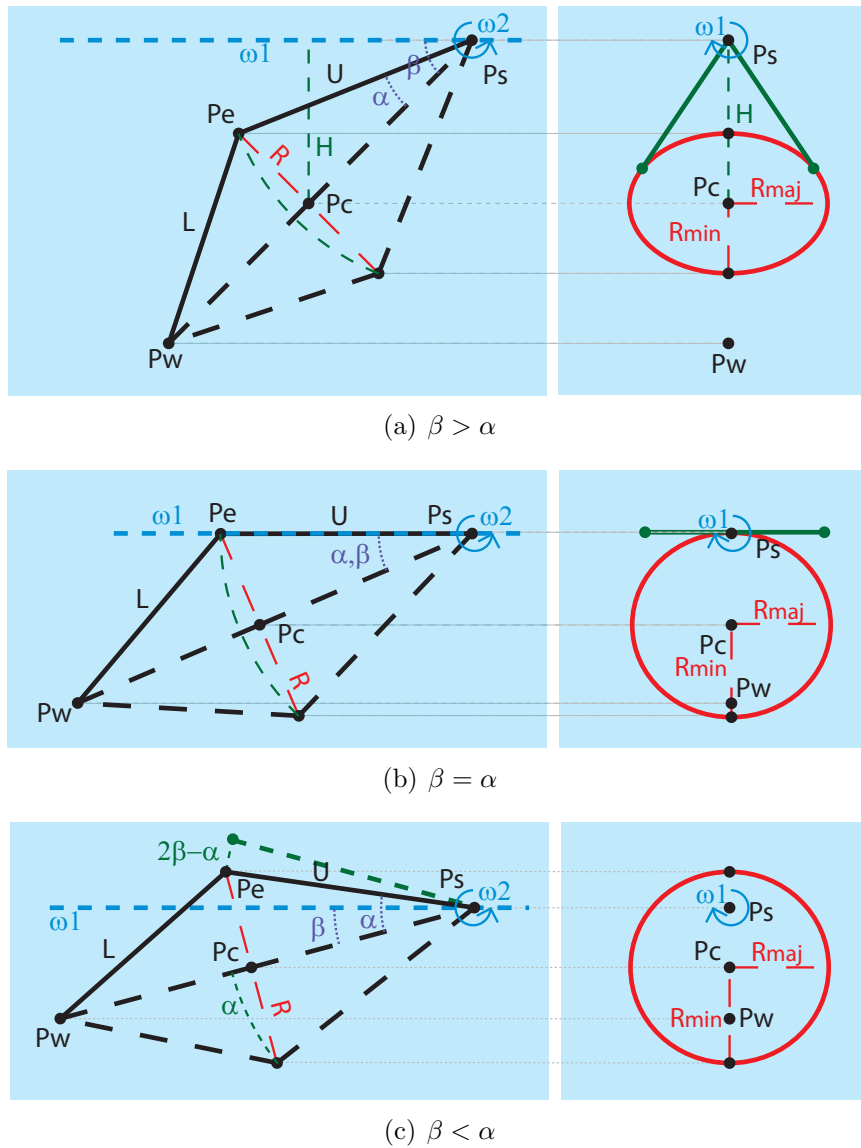 ω1
ω2
Ps
U
β
α
Pe
R
H
Pc
L
Pw
ω1
Ps
H
Pc
Rmaj
Rmin
Pw
(a) β > α
ω1
Pe
U
Ps
ω2
α,β
L
Pc
R
Pw
ω1
Ps
Rmaj
Pc
Rmin
Pw
(b) β = α
2β−α
U
Ps
Pe
ω2
ω1
β
α
L
Pc
α
R
Pw
ω1
Ps
Pc
Rmaj
Rmin
Pw
(c) β < α